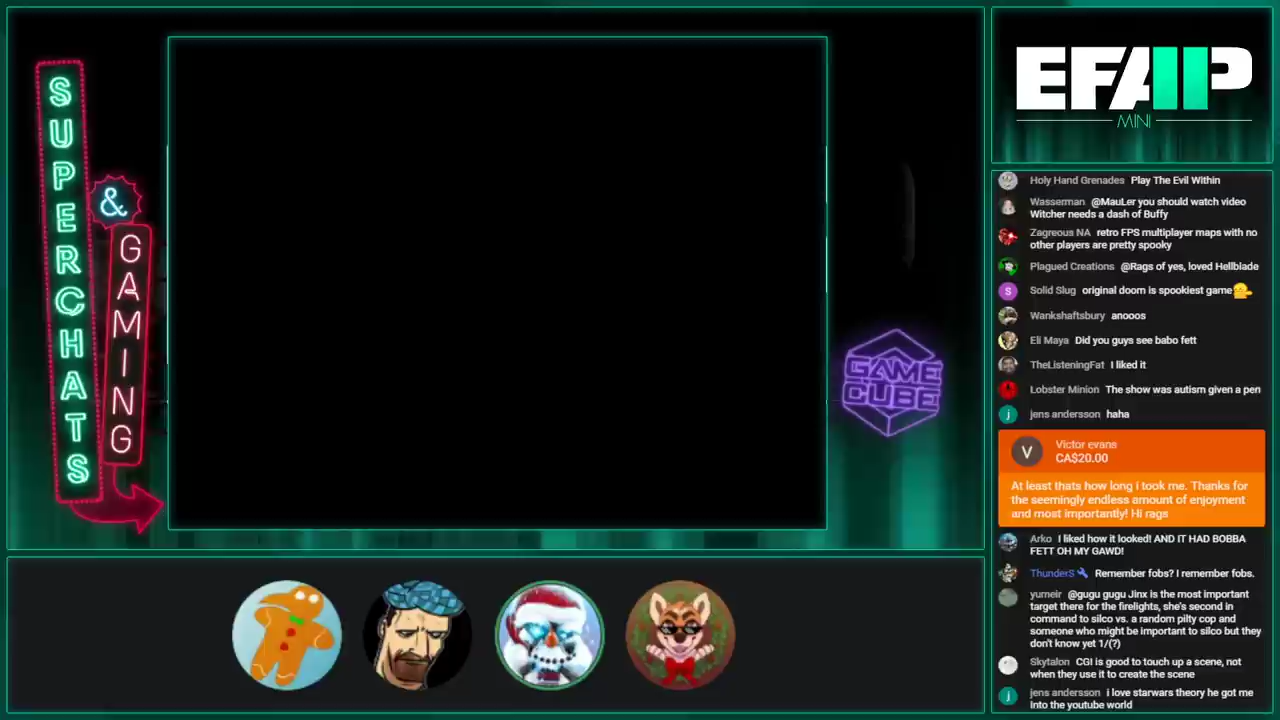 SUPERCHATS
&
GAMING
GAME
CUBE
EFAP
MINI
Holy Hand Grenades Play The Evil Within
Wasserman @MauLer you should watch video
Witcher needs a dash of Buffy
Zagreous NA retro FPS multiplayer maps with no
other players are pretty spooky
Plagued Creations @Rags of yes, loved Hellblade
S
Solid Slug original doom is spookiest game
Wankshaftsbury anooos
Eli Maya Did you guys see babo fett
TheListeningFat I liked it
Lobster Minion The show was autism given a pen
j
jens andersson haha
V
Victor evans
CA$20.00
At least thats how long i took me. Thanks for
the seemingly endless amount of enjoyment
and most importantly! Hi rags
Arko I liked how it looked! AND IT HAD BOBBA
FETT OH MY GAWD!
ThunderS Remember fobs? I remember fobs.
yumeir @gugu gugu Jinx is the most important
target there for the firelights, she's second in
command to silco vs. a random pilty cop and
someone who might be important to silco but they
don't know yet 1/(?)
Skytalon CGI is good to touch up a scene, not
when they use it to create the scene
j
jens andersson i love starwars theory he got me
into the youtube world